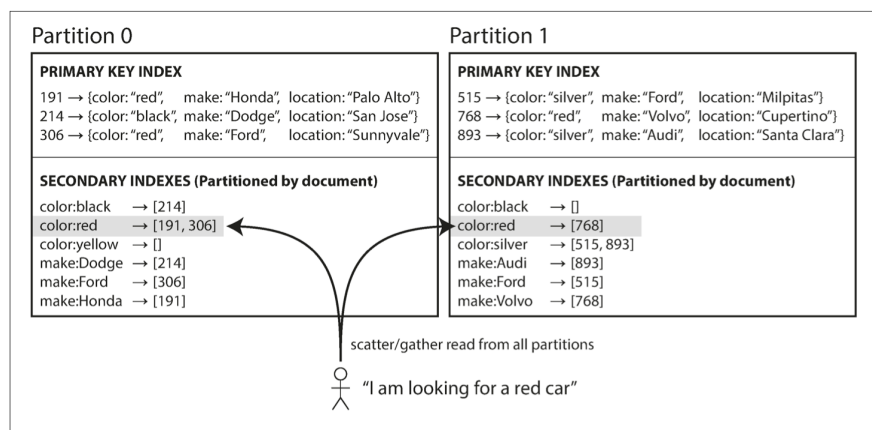 Partition 0
PRIMARY KEY INDEX
191 → {color: “red”, make: “Honda”, location: “Palo Alto”}
214 → {color: “black”, make: “Dodge”, location: “San Jose”}
306 → {color: “red”, make: “Ford”, location: “Sunnyvale”}
SECONDARY INDEXES (Partitioned by document)
color:black → [214]
color:red → [191, 306]
color:yellow → []
make:Dodge → [214]
make:Ford → [306]
make:Honda → [191]
Partition 1
PRIMARY KEY INDEX
515 → {color: “silver”, make: “Ford”, location: “Milpitas”}
768 → {color: “red”, make: “Volvo”, location: “Cupertino”}
893 → {color: “silver”, make: “Audi”, location: “Santa Clara”}
SECONDARY INDEXES (Partitioned by document)
color:black → []
color:red → [768]
color:silver → [515, 893]
make:Audi → [893]
make:Ford → [515]
make:Volvo → [768]
scatter/gather read from all partitions
“I am looking for a red car”